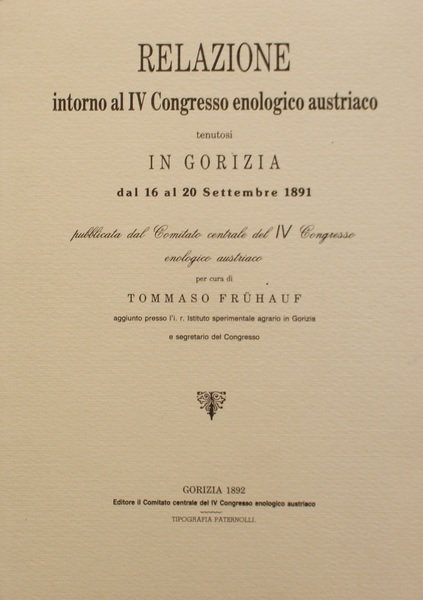 RELAZIONE
intorno al IV Congresso enologico austriaco
tenutosi
IN GORIZIA
dal 16 al 20 Settembre 1891
pubblicata dal Comitato centrale del IV Congresso
enologico austriaco
per cura di
TOMMASO FRÜHAUF
aggiunto presso l'i. r. Istituto sperimentale agrario in Gorizia
e segretario del Congresso
GORIZIA 1892
Editore il Comitato centrale del IV Congresso enologico austriaco
TIPOGRAFIA PATERNOLLI.